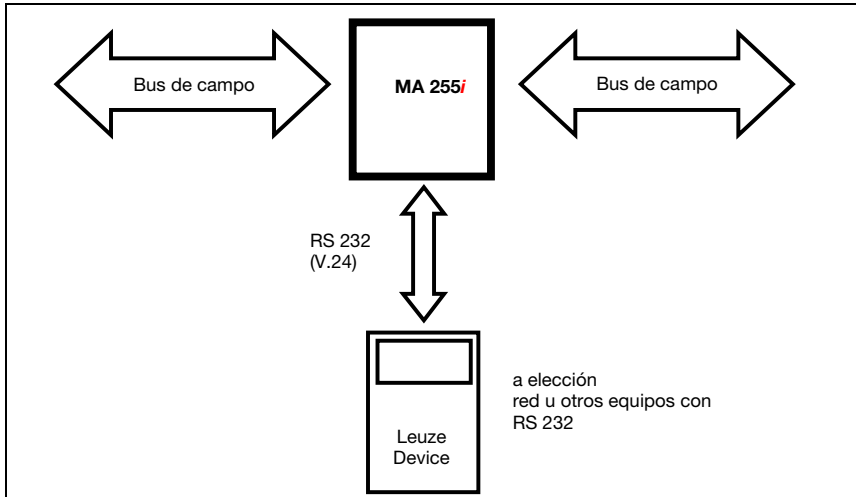 Bus de campo
MA 255i
Bus de campo
RS 232
(V.24)
a elección
red u otros equipos con
RS 232
Leuze
Device